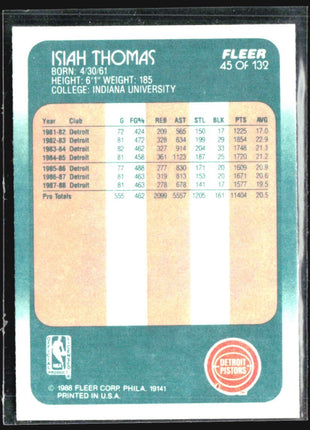 ISIAH THOMAS
BORN: 4/30/61
HEIGHT: 6'1" WEIGHT: 185
COLLEGE: INDIANA UNIVERSITY
FLEER
45 OF 132
Year Club G FG% REB AST STL BLK PTS AVG
1981-82 Detroit 72 424 209 565 150 17 1225 17.0
1982-83 Detroit 81 472 328 634 199 29 1854 22.9
1983-84 Detroit 82 462 327 914 204 33 1748 21.3
1984-85 Detroit 81 458 361 1123 187 25 1720 21.2
1985-86 Detroit 77 488 277 830 171 20 1609 20.9
1986-87 Detroit 81 463 319 813 153 20 1671 20.6
1987-88 Detroit 81 463 278 678 141 17 1577 19.5
Pro Totals 555 462 2099 5557 1205 161 11404 20.5
NBA
DETROIT
PISTONS
© 1988 FLEER CORP. PHILA. 19141
PRINTED IN U.S.A.